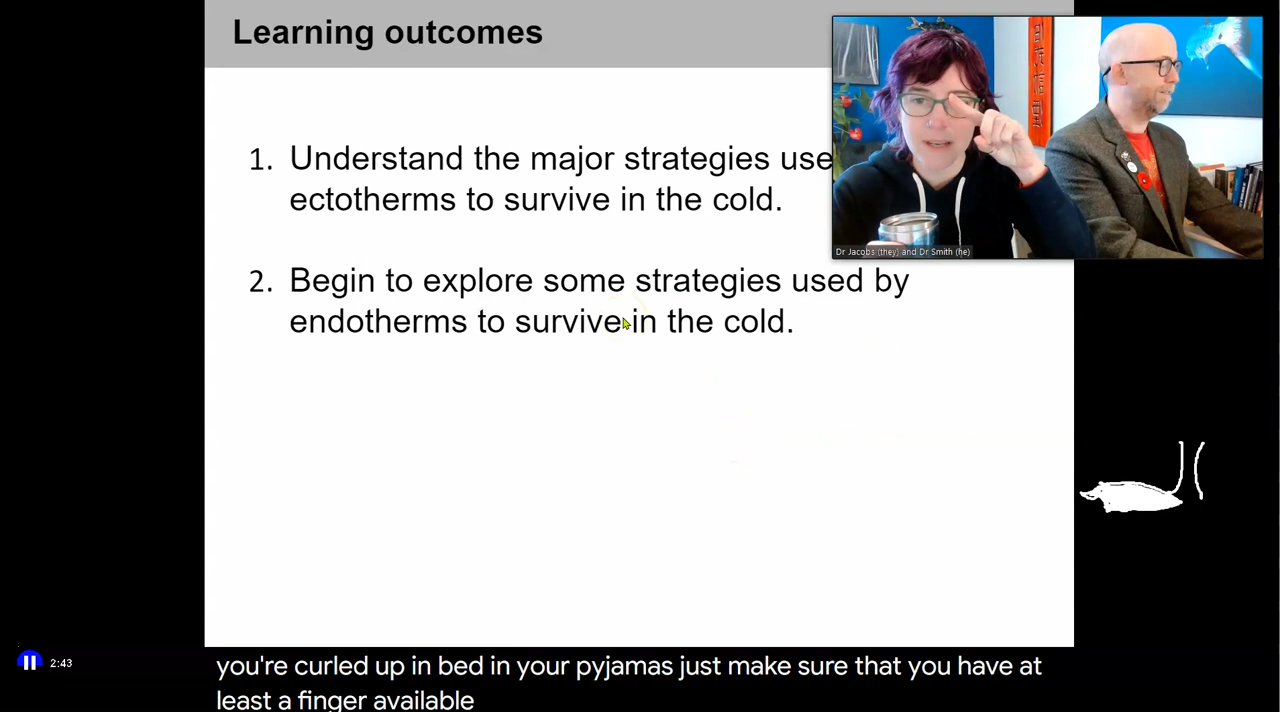 Learning outcomes
1. Understand the major strategies use
ectotherms to survive in the cold.
2. Begin to explore some strategies used by
endotherms to survive in the cold.
Dr Jacobs (they) and Dr Smith (he)
2:43
you're curled up in bed in your pyjamas just make sure that you have at
least a finger available